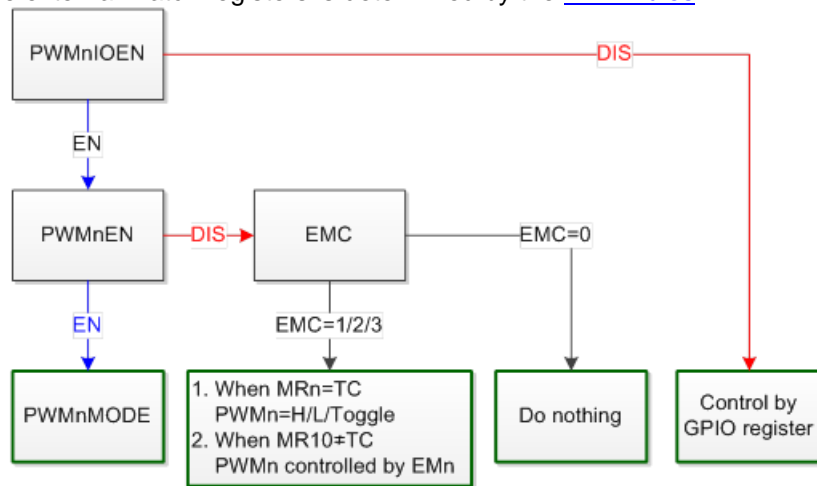 PWMnIOEN
DIS
EN
PWMnEN
DIS
EMC
EMC=0
EN
EMC=1/2/3
PWMnMODE
1. When MRn=TC
PWMn=H/L/Toggle
2. When MR10≠TC
PWMn controlled by EMn
Do nothing
Control by
GPIO register